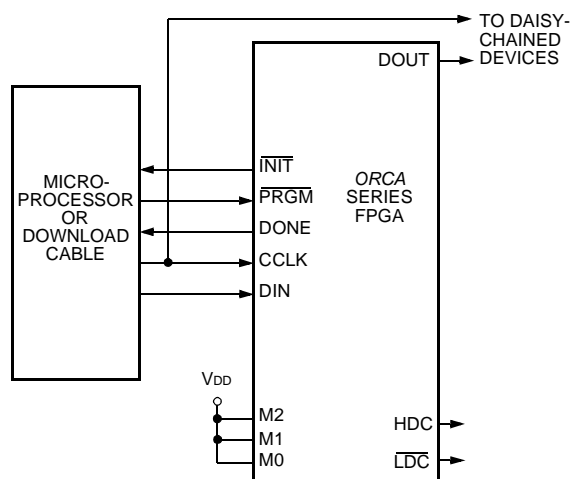 TO DAISY-
CHAINED
DEVICES
DOUT
MICRO-
PROCESSOR
OR
DOWNLOAD
CABLE
INIT
PRGM
DONE
CCLK
DIN
ORCA
SERIES
FPGA
VDD
M2
M1
M0
HDC
LDC